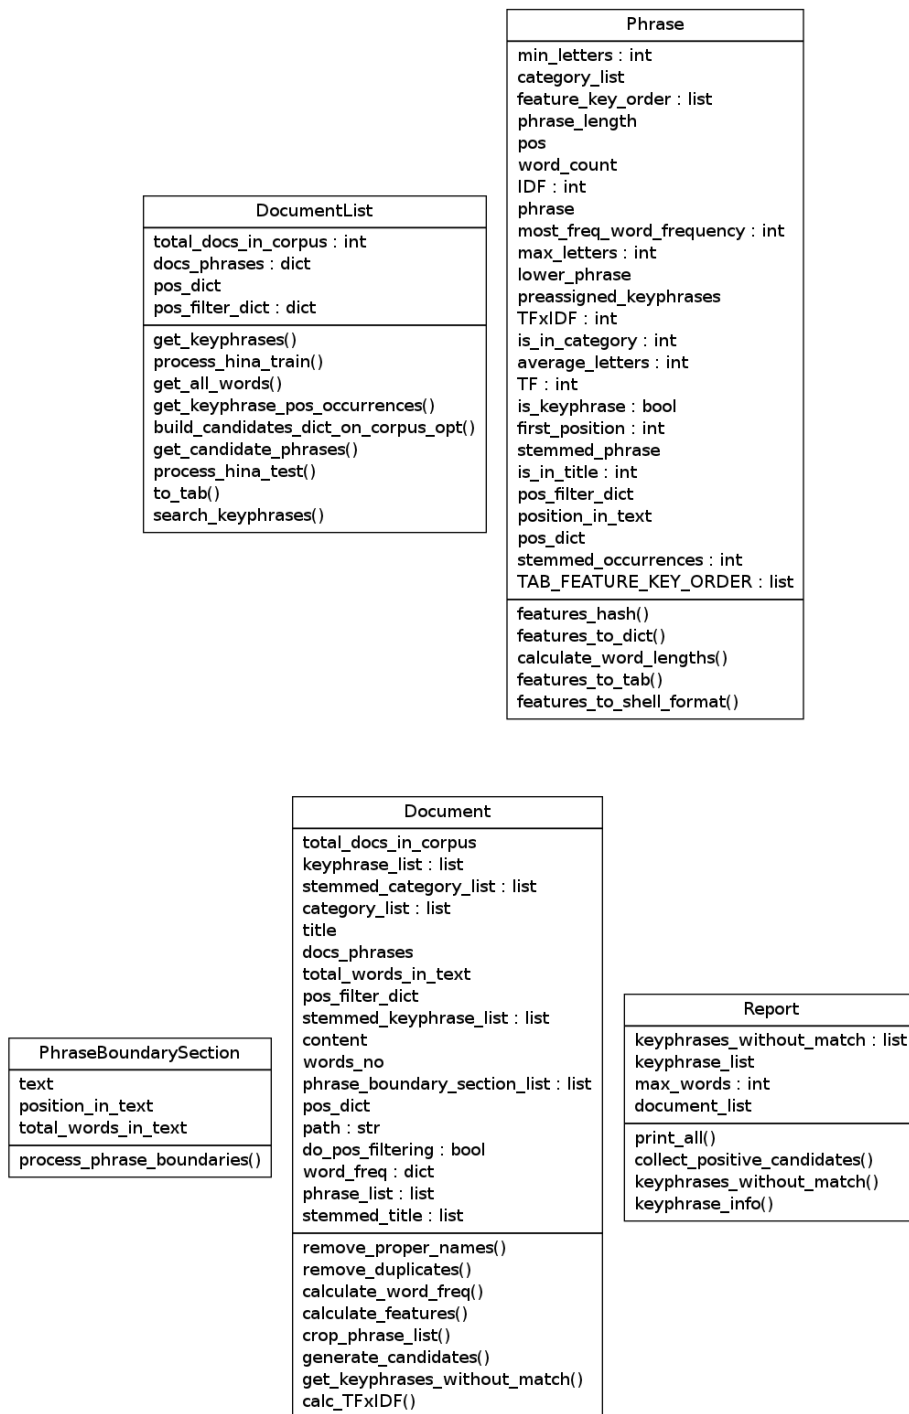 Phrase
min_letters : int
category_list
feature_key_order : list
phrase_length
pos
word_count
IDF : int
phrase
most_freq_word_frequency : int
max_letters : int
lower_phrase
preassigned_keyphrases
TFxIDF : int
is_in_category : int
average_letters : int
TF : int
is_keyphrase : bool
first_position : int
stemmed_phrase
is_in_title : int
pos_filter_dict
position_in_text
pos_dict
stemmed_occurrences : int
TAB_FEATURE_KEY_ORDER : list
features_hash()
features_to_dict()
calculate_word_lengths()
features_to_tab()
features_to_shell_format()
DocumentList
total_docs_in_corpus : int
docs_phrases : dict
pos_dict
pos_filter_dict : dict
get_keyphrases()
process_hina_train()
get_all_words()
get_keyphrase_pos_occurrences()
build_candidates_dict_on_corpus_opt()
get_candidate_phrases()
process_hina_test()
to_tab()
search_keyphrases()
PhraseBoundarySection
text
position_in_text
total_words_in_text
process_phrase_boundaries()
Document
total_docs_in_corpus
keyphrase_list : list
stemmed_category_list : list
category_list : list
title
docs_phrases
total_words_in_text
pos_filter_dict
stemmed_keyphrase_list : list
content
words_no
phrase_boundary_section_list : list
pos_dict
path : str
do_pos_filtering : bool
word_freq : dict
phrase_list : list
stemmed_title : list
remove_proper_names()
remove_duplicates()
calculate_word_freq()
calculate_features()
crop_phrase_list()
generate_candidates()
get_keyphrases_without_match()
calc_TFxIDF()
Report
keyphrases_without_match : list
keyphrase_list
max_words : int
document_list
print_all()
collect_positive_candidates()
keyphrases_without_match()
keyphrase_info()